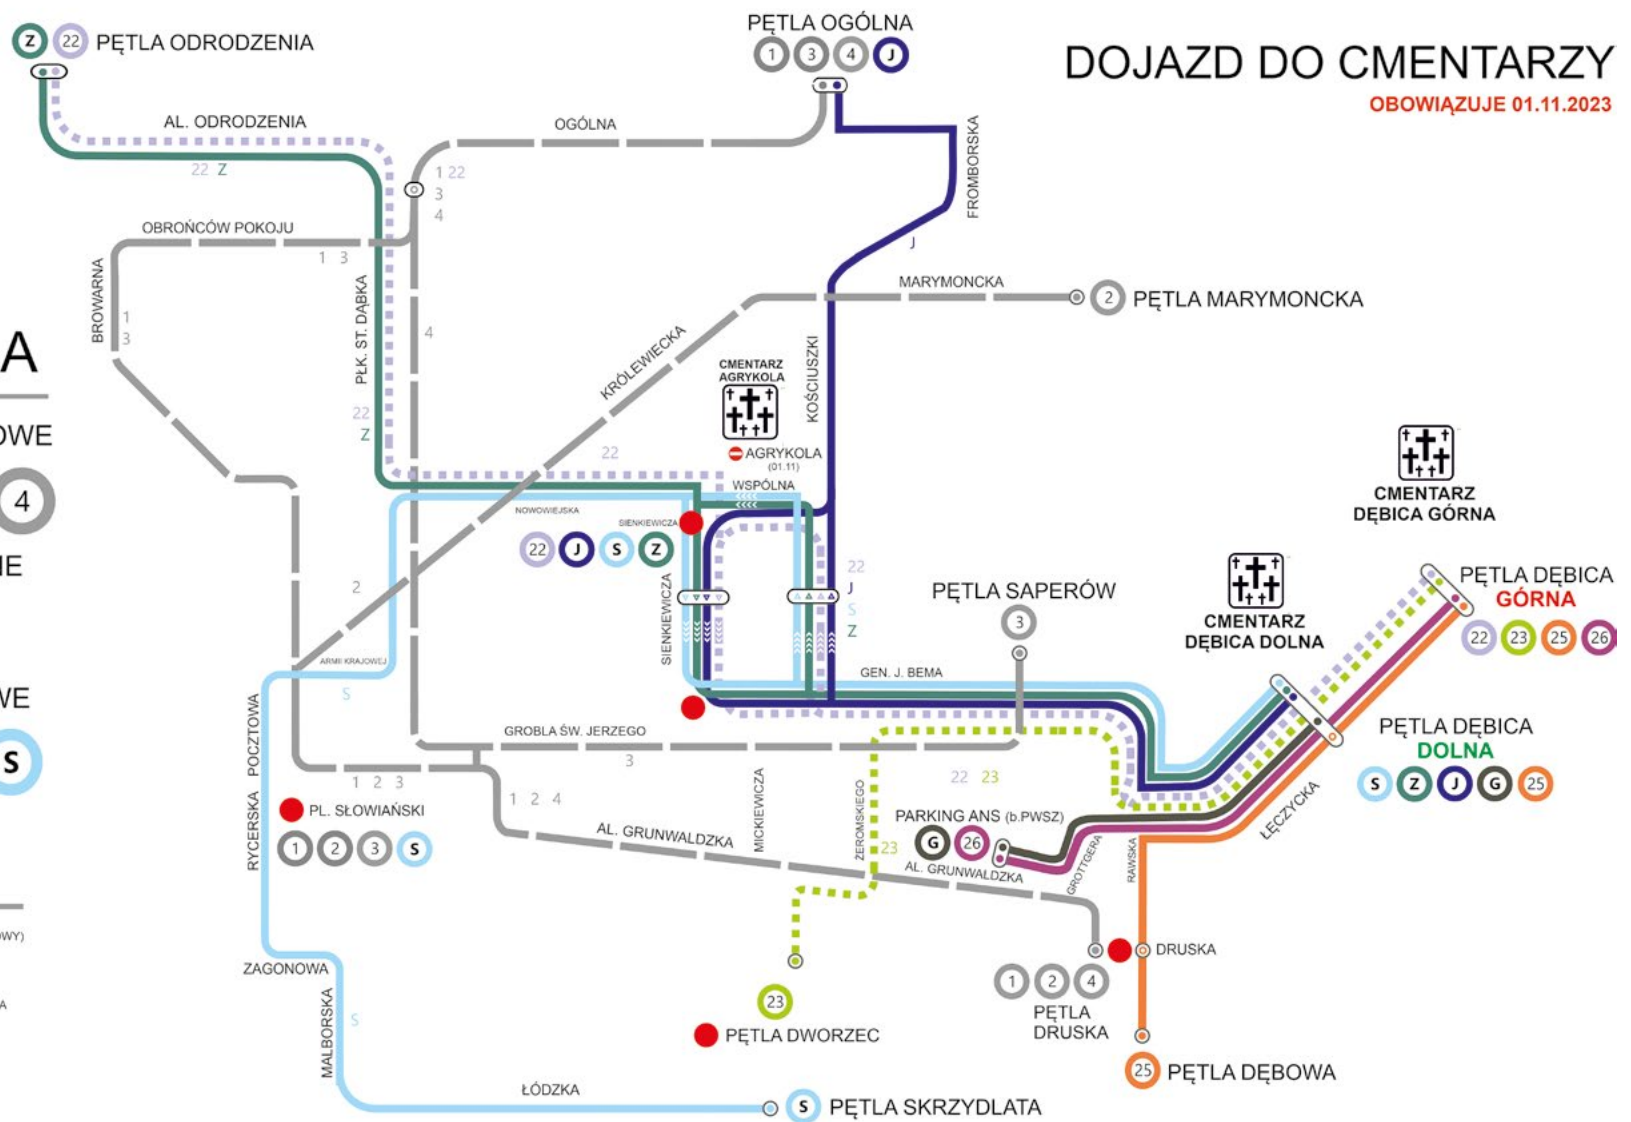 Z 22 PĘTLA ODRODZENIA
PĘTLA OGÓLNA
1 3 4 J
DOJAZD DO CMENTARZY
OBOWIĄZUJE 01.11.2023
AL. ODRODZENIA
22 Z
OGÓLNA
1 22
3
4
FROMBORSKA
J
OBROŃCÓW POKOJU
1 3
BROWARNA
1
3
PŁK. ST. DĄBKA
4
22
Z
MARYMONCKA
2 PĘTLA MARYMONCKA
KRÓLEWIECKA
KOŚCIUSZKI
CMENTARZ
AGRYKOLA
AGRYKOLA
(01.11)
22
WSPÓLNA
NOWOWIEJSKA
SIENKIEWICZA
22 J S Z
SIENKIEWICZA
22
J
S
Z
A
OWE
4
IE
WE
S
OWY)
A
2
ARMII KRAJOWEJ
S
CMENTARZ
DĘBICA GÓRNA
CMENTARZ
DĘBICA DOLNA
PĘTLA DĘBICA
GÓRNA
22 23 25 26
PĘTLA SAPERÓW
3
GEN. J. BEMA
PĘTLA DĘBICA
DOLNA
S Z J G 25
RYCERSKA POCZTOWA
GROBLA ŚW. JERZEGO
3
1 2 3
1 2 4
PL. SŁOWIAŃSKI
1 2 3 S
AL. GRUNWALDZKA
MICKIEWICZA
ŻEROMSKIEGO
22 23
23
PARKING ANS (b.PWSZ)
G 26
AL. GRUNWALDZKA
GROTTGERA
RAWSKA
ŁĘCZYCKA
DRUSKA
1 2 4
PĘTLA
DRUSKA
23
PĘTLA DWORZEC
25 PĘTLA DĘBOWA
ZAGONOWA
MALBORSKA
S
ŁÓDZKA
S PĘTLA SKRZYDLATA